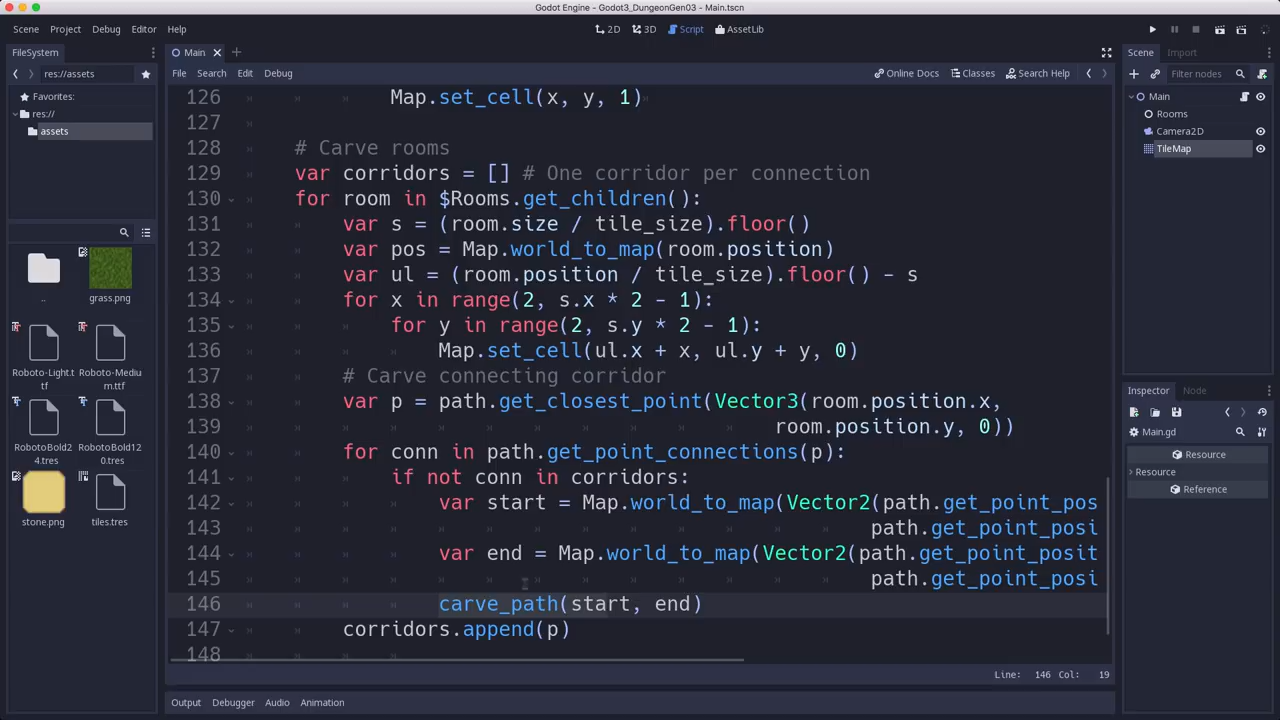 Godot Engine - Godot3_DungeonGen03 - Main.tscn
Scene Project Debug Editor Help
2D 3D Script AssetLib
FileSystem
Main
Scene Import
res://assets
File Search Edit Debug
Online Docs Classes Search Help
Filter nodes
Favorites:
res://
assets
Main
Rooms
Camera2D
TileMap
126 Map.set_cell(x, y, 1)
127
128 # Carve rooms
129 var corridors = [] # One corridor per connection
130 for room in $Rooms.get_children():
131 var s = (room.size / tile_size).floor()
132 var pos = Map.world_to_map(room.position)
133 var ul = (room.position / tile_size).floor() - s
134 for x in range(2, s.x * 2 - 1):
135 for y in range(2, s.y * 2 - 1):
136 Map.set_cell(ul.x + x, ul.y + y, 0)
137 # Carve connecting corridor
138 var p = path.get_closest_point(Vector3(room.position.x,
139 room.position.y, 0))
140 for conn in path.get_point_connections(p):
141 if not conn in corridors:
142 var start = Map.world_to_map(Vector2(path.get_point_pos
143 path.get_point_posi
144 var end = Map.world_to_map(Vector2(path.get_point_posit
145 path.get_point_posi
146 carve_path(start, end)
147 corridors.append(p)
148
..
grass.png
Roboto-Light.t
tf
Roboto-Mediu
m.ttf
RobotoBold2
4.tres
RobotoBold12
0.tres
stone.png
tiles.tres
Inspector Node
Main.gd
Resource
Resource
Reference
Line: 146 Col: 19
Output Debugger Audio Animation